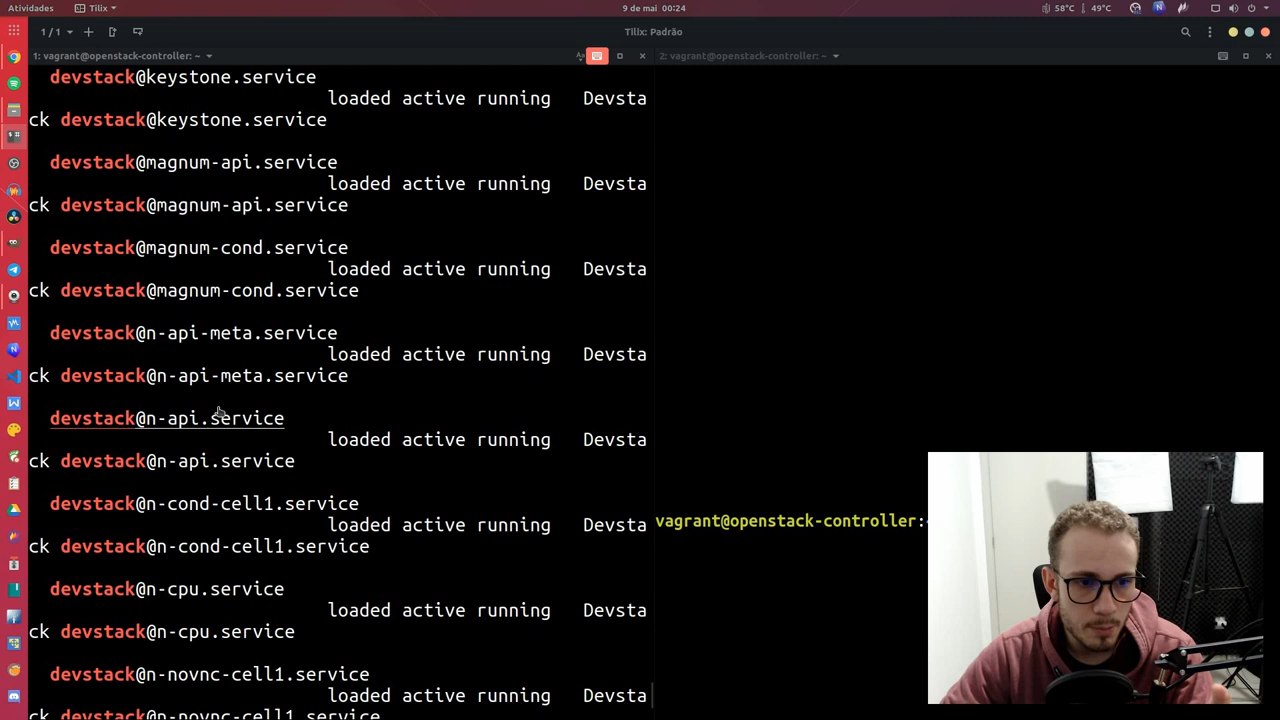 Atividades
Tilix
9 de mai 00:24
58°C
49°C
1 / 1
Tilix: Padrão
1: vagrant@openstack-controller: ~
2: vagrant@openstack-controller: ~
devstack@keystone.service
loaded active running Devsta
ck devstack@keystone.service
devstack@magnum-api.service
loaded active running Devsta
ck devstack@magnum-api.service
devstack@magnum-cond.service
loaded active running Devsta
ck devstack@magnum-cond.service
devstack@n-api-meta.service
loaded active running Devsta
ck devstack@n-api-meta.service
devstack@n-api.service
loaded active running Devsta
ck devstack@n-api.service
devstack@n-cond-cell1.service
loaded active running Devsta
ck devstack@n-cond-cell1.service
devstack@n-cpu.service
loaded active running Devsta
ck devstack@n-cpu.service
devstack@n-novnc-cell1.service
loaded active running Devsta
ck devstack@n-novnc-cell1.service
vagrant@openstack-controller: